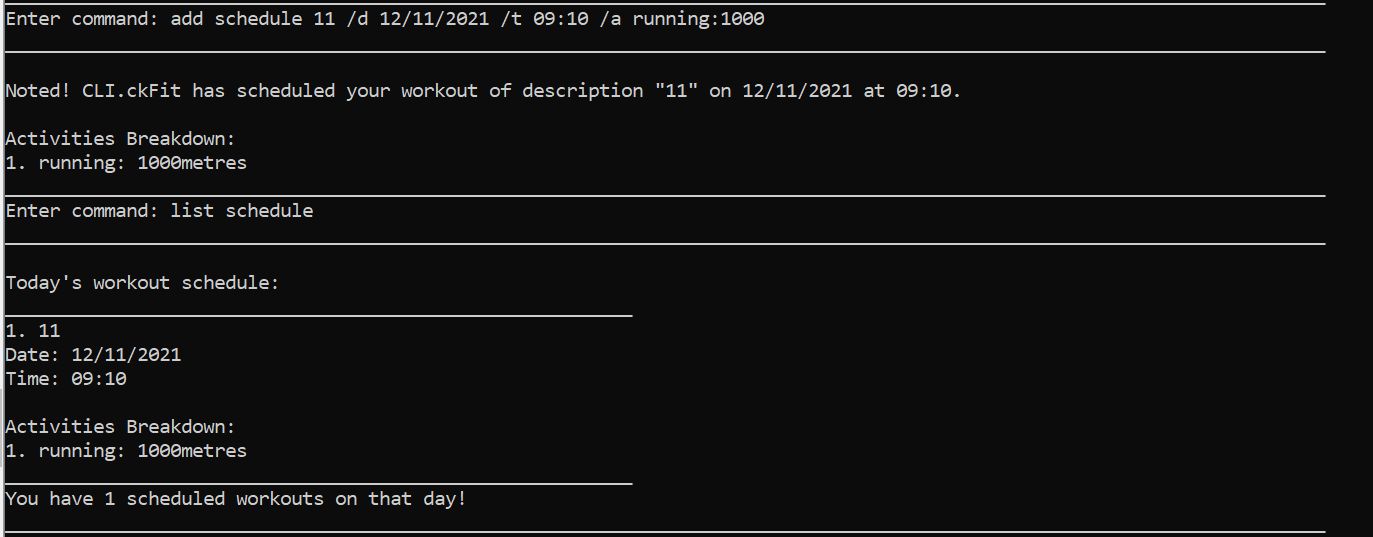 Enter command: add schedule 11 /d 12/11/2021 /t 09:10 /a running:1000
Noted! CLI.ckFit has scheduled your workout of description "11" on 12/11/2021 at 09:10.
Activities Breakdown:
1. running: 1000metres
Enter command: list schedule
Today's workout schedule:
1. 11
Date: 12/11/2021
Time: 09:10
Activities Breakdown:
1. running: 1000metres
You have 1 scheduled workouts on that day!